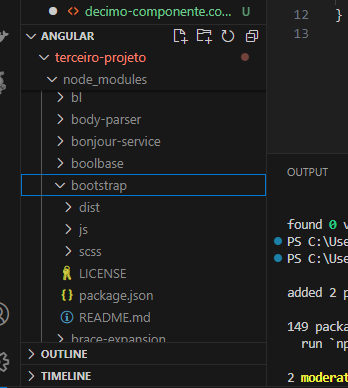 decimo-componente.co... U
ANGULAR
terceiro-projeto
node_modules
bl
body-parser
bonjour-service
boolbase
bootstrap
dist
js
scss
LICENSE
package.json
README.md
brace-expansion
OUTLINE
TIMELINE
12 }
13
OUTPUT
found 0 v
PS C:\Use
PS C:\Use
added 2 p
149 packa
run `np
2 moderat